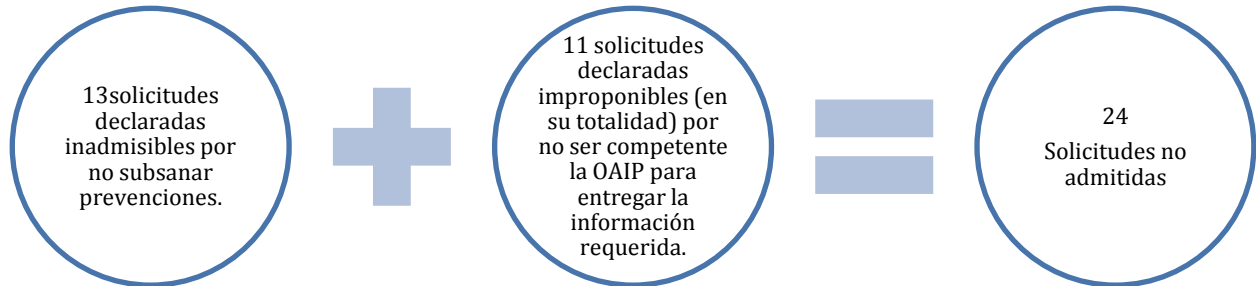 13solicitudes
declaradas
inadmisibles por
no subsanar
prevenciones.
11 solicitudes
declaradas
improponibles (en
su totalidad) por
no ser competente
la OAIP para
entregar la
información
requerida.
24
Solicitudes no
admitidas